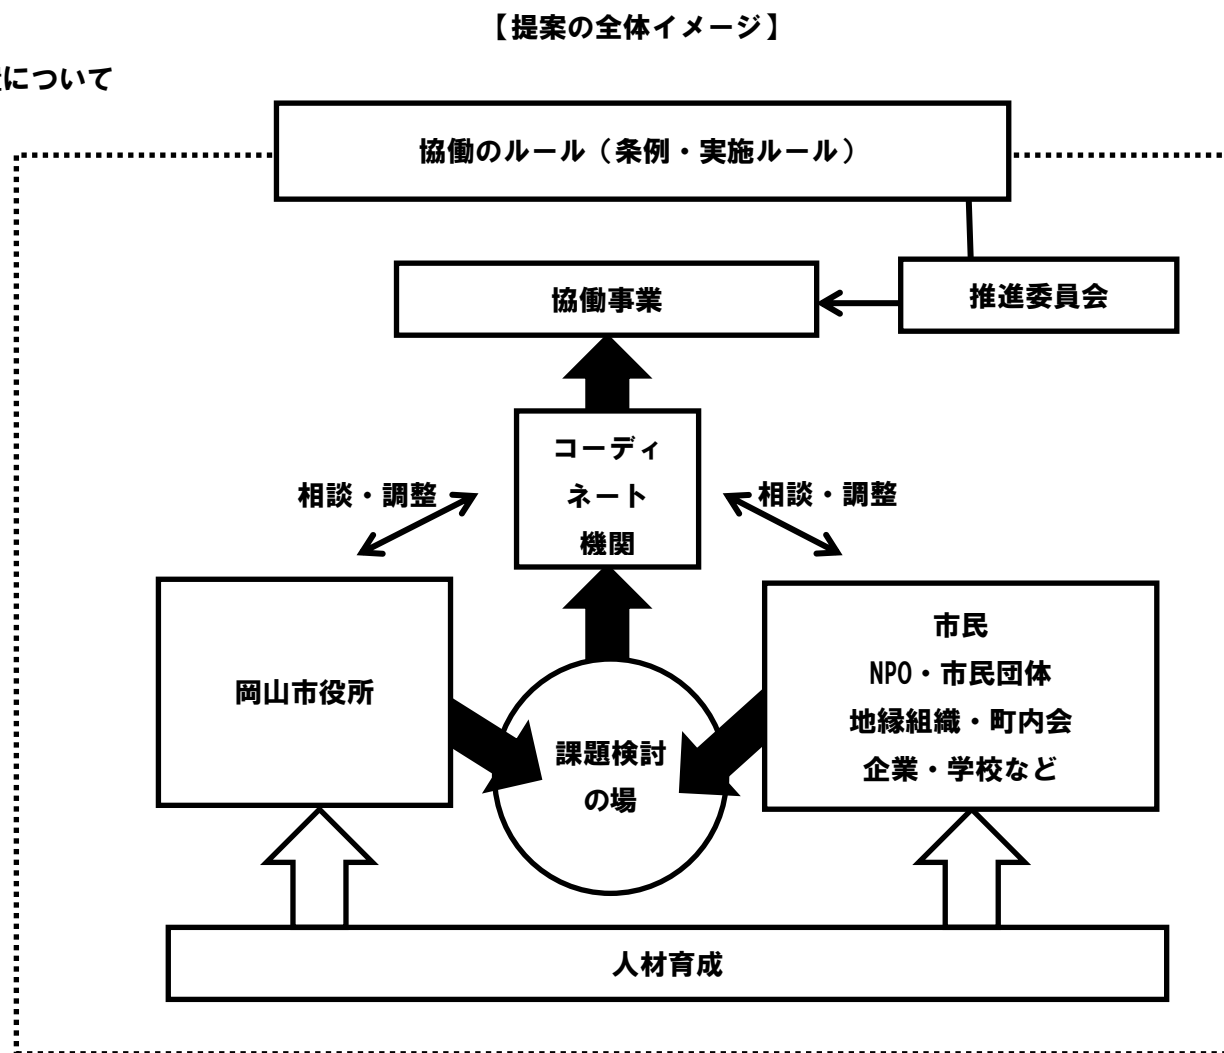 【提案の全体イメージ】
について
協働のルール（条例・実施ルール）
協働事業
推進委員会
コーディ
ネート
機関
相談・調整
相談・調整
岡山市役所
市民
NPO・市民団体
地縁組織・町内会
企業・学校など
課題検討
の場
人材育成